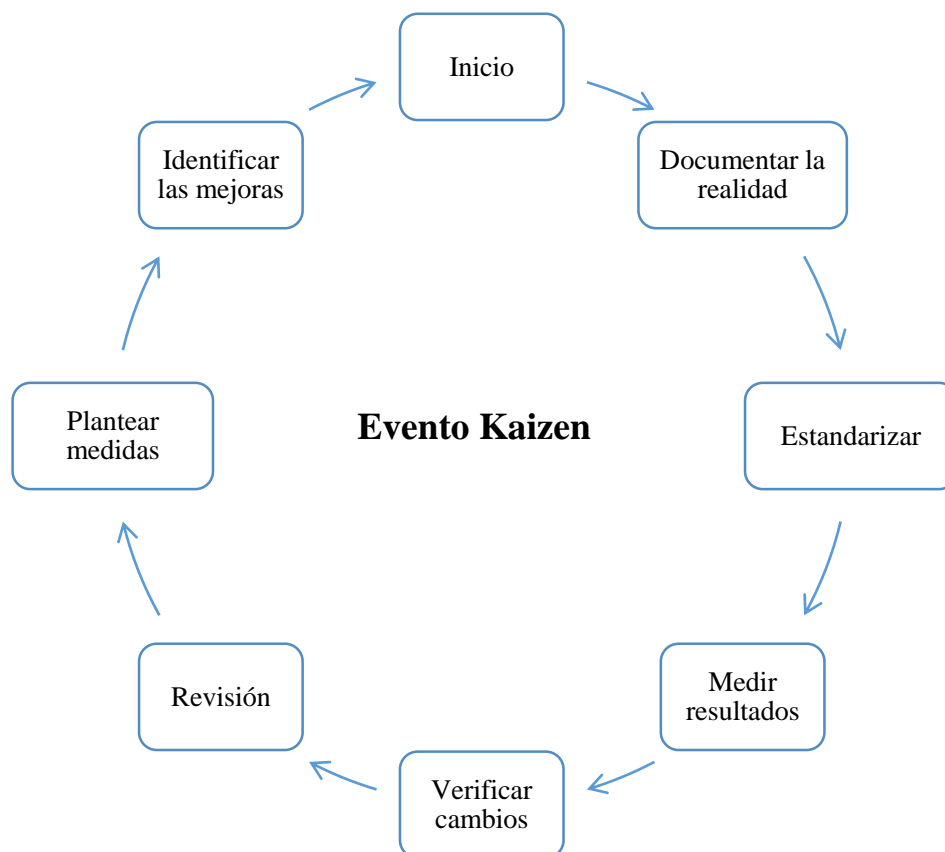 Inicio
Documentar la
realidad
Estandarizar
Medir
resultados
Verificar
cambios
Revisión
Plantear
medidas
Identificar
las mejoras
Evento Kaizen